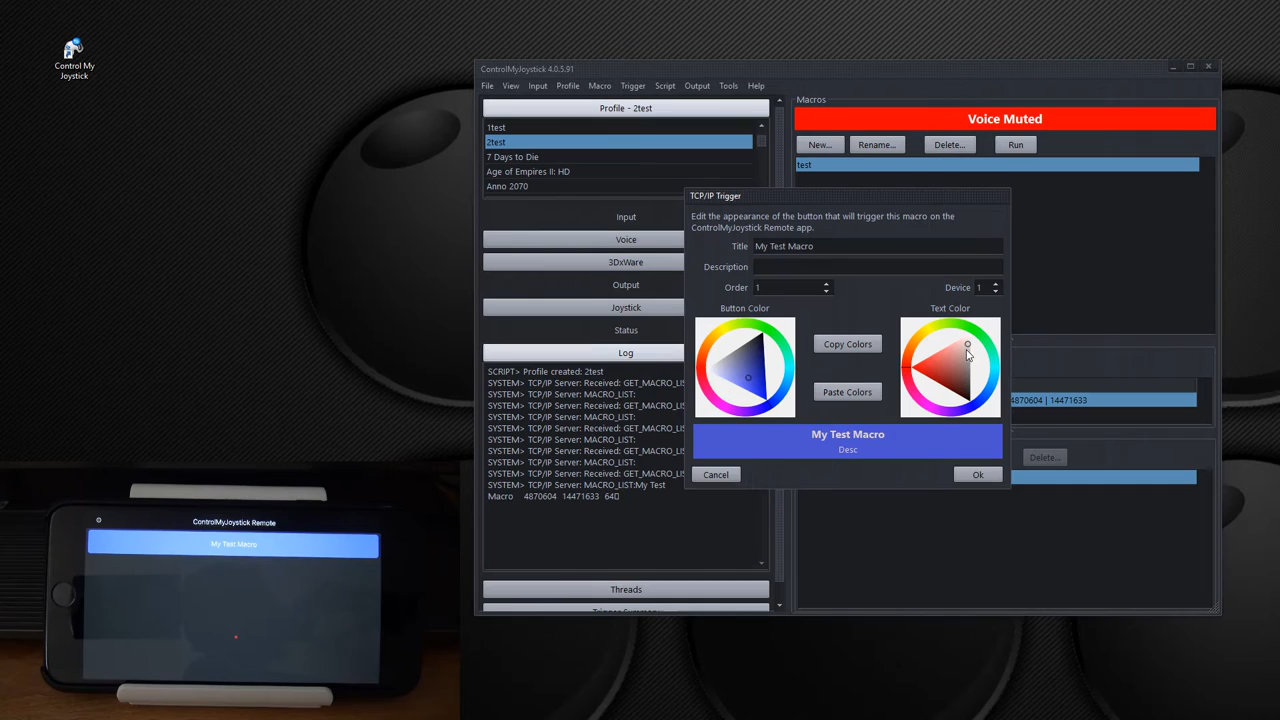 Control My
Joystick
ControlMyJoystick 4.0.5.91
File View Input Profile Macro Trigger Script Output Tools Help
Profile - 2test
1test
2test
7 Days to Die
Age of Empires II: HD
Anno 2070
Input
Voice
3DxWare
Output
Joystick
Status
Log
SCRIPT> Profile created: 2test
SYSTEM> TCP/IP Server: Received: GET_MACRO_LIS
SYSTEM> TCP/IP Server: MACRO_LIST:
SYSTEM> TCP/IP Server: Received: GET_MACRO_LIS
SYSTEM> TCP/IP Server: MACRO_LIST:
SYSTEM> TCP/IP Server: Received: GET_MACRO_LIS
SYSTEM> TCP/IP Server: MACRO_LIST:
SYSTEM> TCP/IP Server: Received: GET_MACRO_LIS
SYSTEM> TCP/IP Server: MACRO_LIST:
SYSTEM> TCP/IP Server: Received: GET_MACRO_LIS
SYSTEM> TCP/IP Server: MACRO_LIST:My Test
Macro 4870604 14471633 64
Threads
Macros
Voice Muted
New... Rename... Delete... Run
test
TCP/IP Trigger
Edit the appearance of the button that will trigger this macro on the
ControlMyJoystick Remote app.
Title My Test Macro
Description
Order 1 Device 1
Button Color Text Color
Copy Colors
Paste Colors
My Test Macro
Desc
Cancel Ok
4870604 | 14471633
Delete...
ControlMyJoystick Remote
My Test Macro